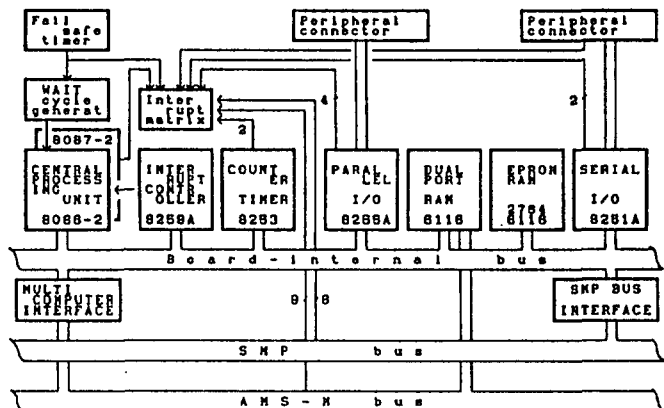 Fail
safe
timer
Peripheral
connector
Peripheral
connector
WAIT
cycle
generat
Inter
rupt
matrix
4
2
2
8087-2
CENTRAL
PROCESS
ING
UNIT
8086-2
INTER
RUPT
CONTR
OLLER
8259A
COUNT
ER
TIMER
8253
PARAL
LEL
I/O
8255A
DUAL
PORT
RAM
6116
EPROM
RAM
2764
6116
SERIAL
I/O
8251A
Board-internal bus
MULTI
COMPUTER
INTERFACE
8
SMP BUS
INTERFACE
SMP bus
AMS-M bus